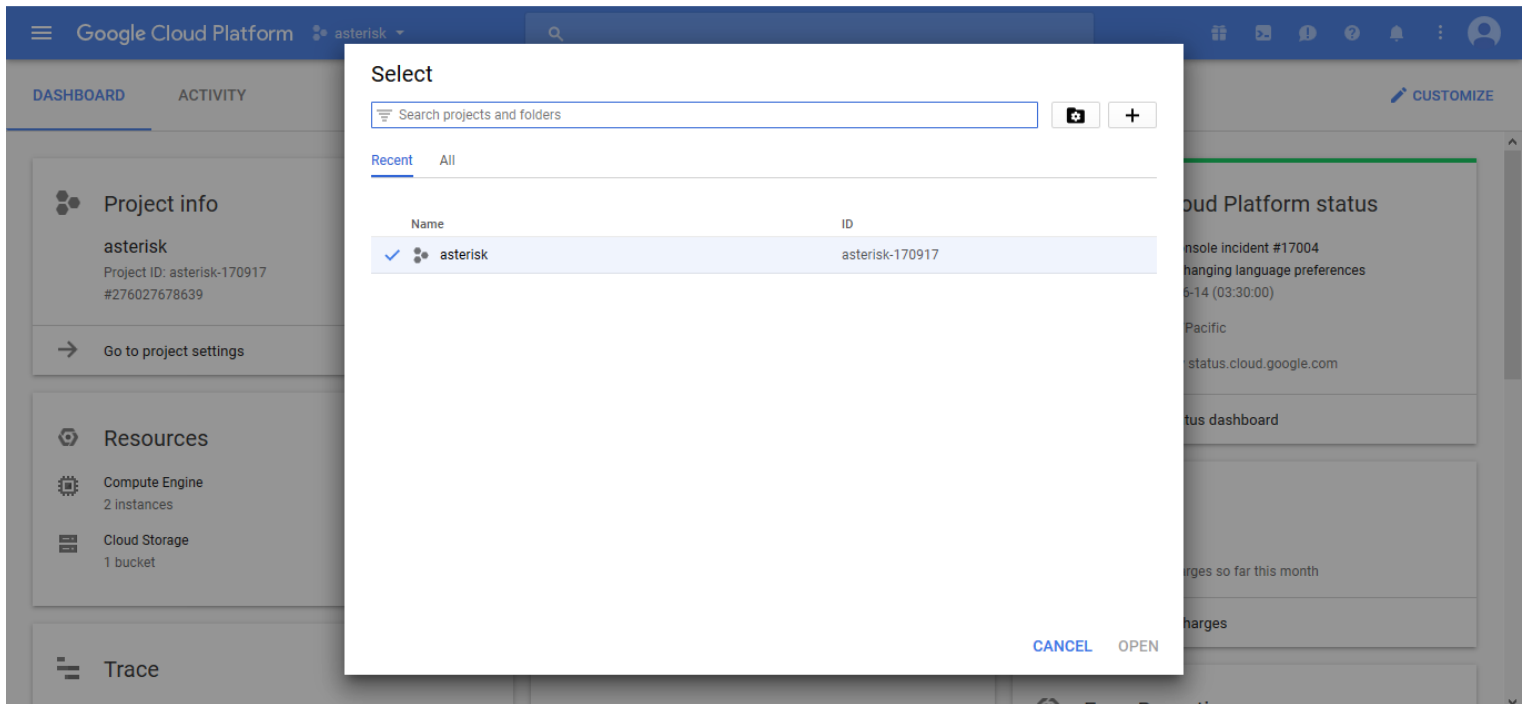 Google Cloud Platform asterisk
DASHBOARD ACTIVITY
CUSTOMIZE
Select
Search projects and folders
Recent All
Name ID
asterisk asterisk-170917
Project info
asterisk
Project ID: asterisk-170917
#276027678639
Go to project settings
Resources
Compute Engine
2 instances
Cloud Storage
1 bucket
Trace
oud Platform status
nsole incident #17004
hanging language preferences
6-14 (03:30:00)
Pacific
status.cloud.google.com
tus dashboard
rges so far this month
harges
CANCEL OPEN